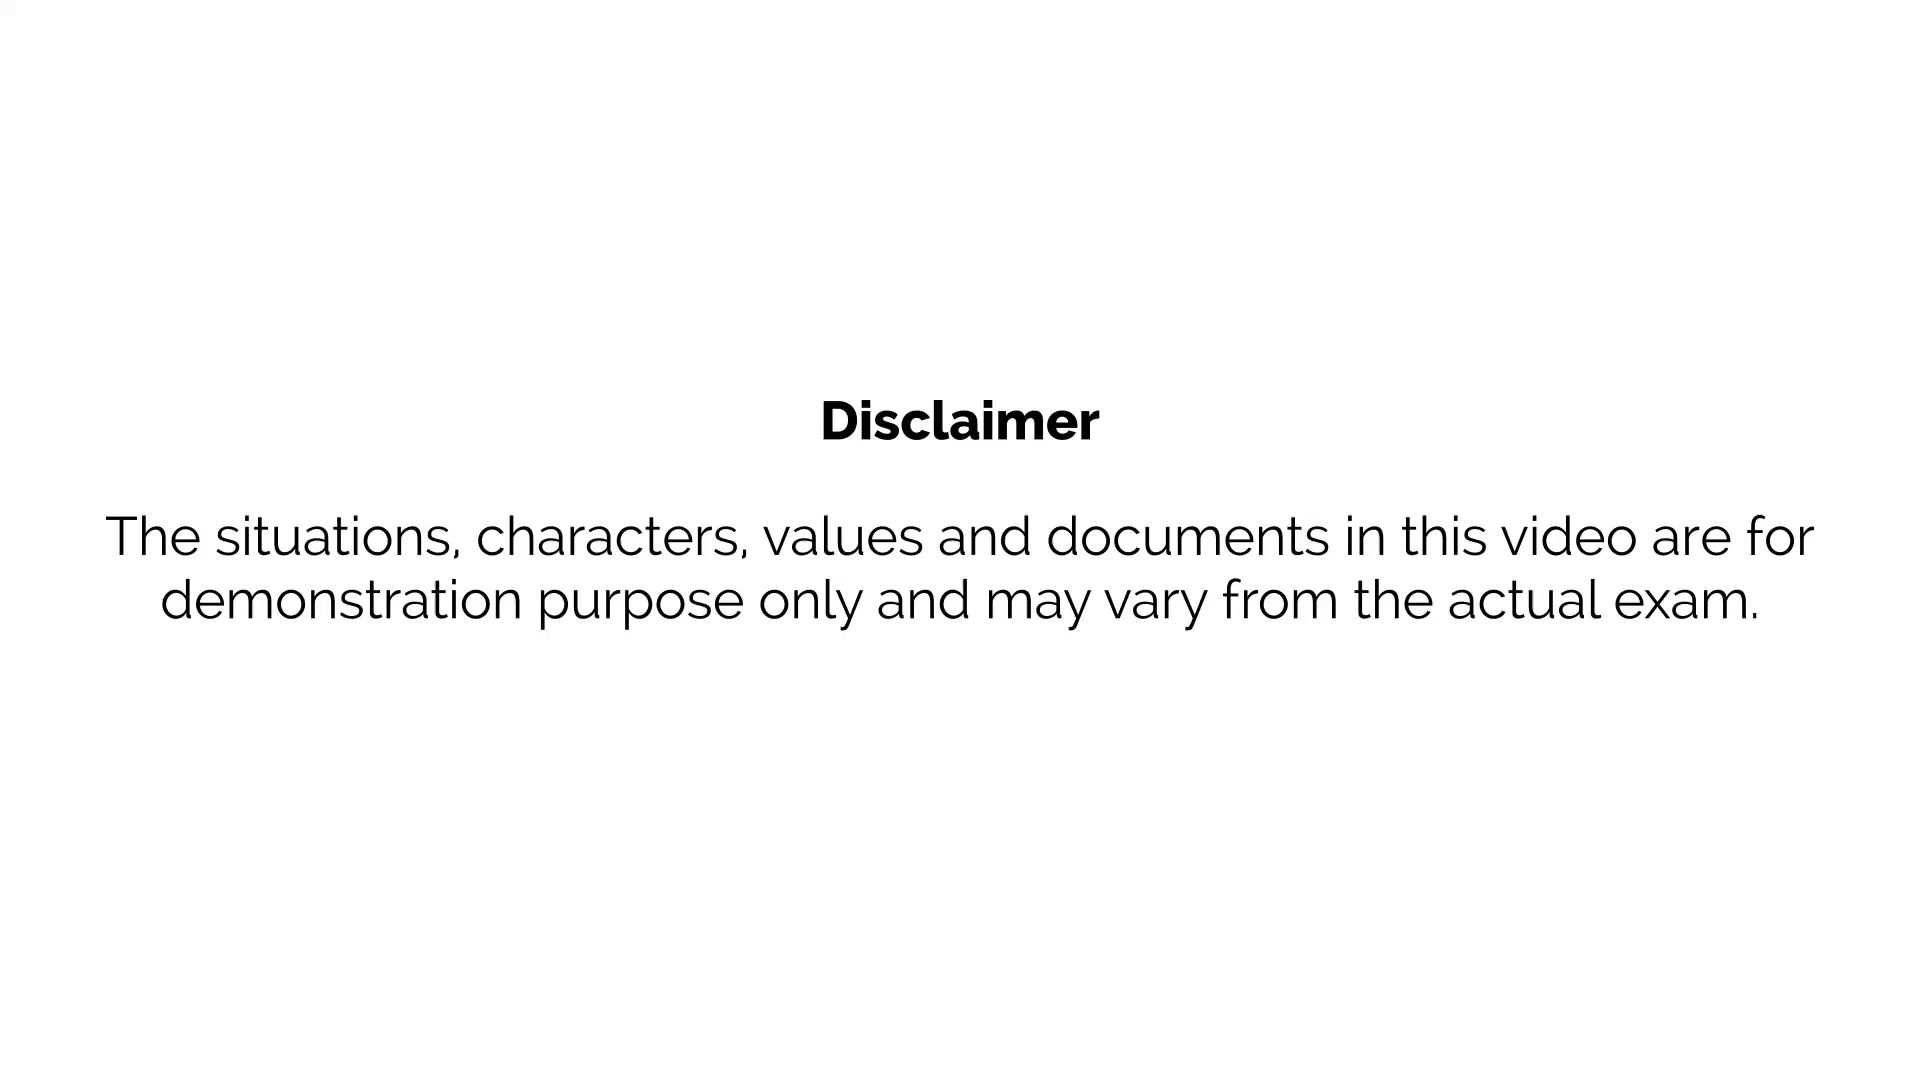 Disclaimer
The situations, characters, values and documents in this video are for
demonstration purpose only and may vary from the actual exam.